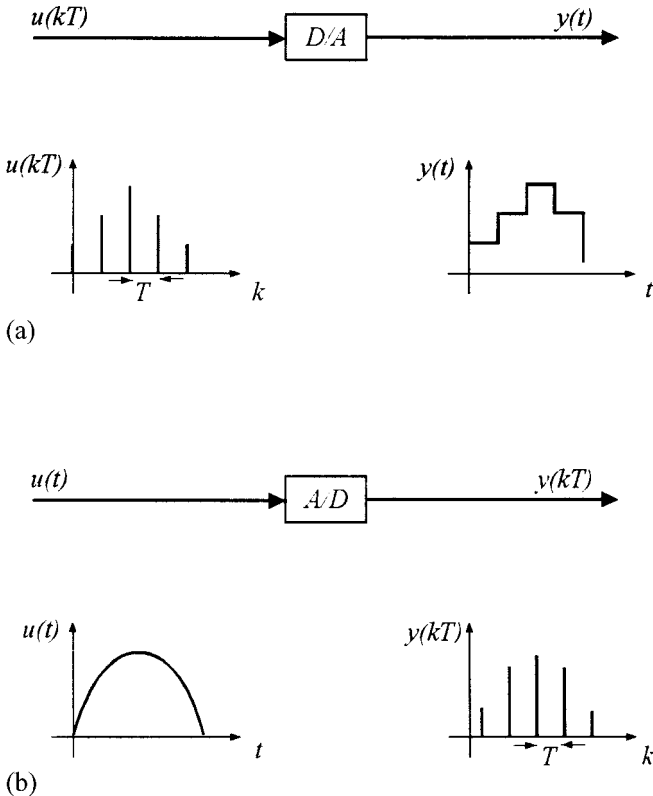 u(kT) D/A y(t)
u(kT) y(t)
T k t
(a)
u(t) A/D y(kT)
u(t) y(kT)
t T k
(b)